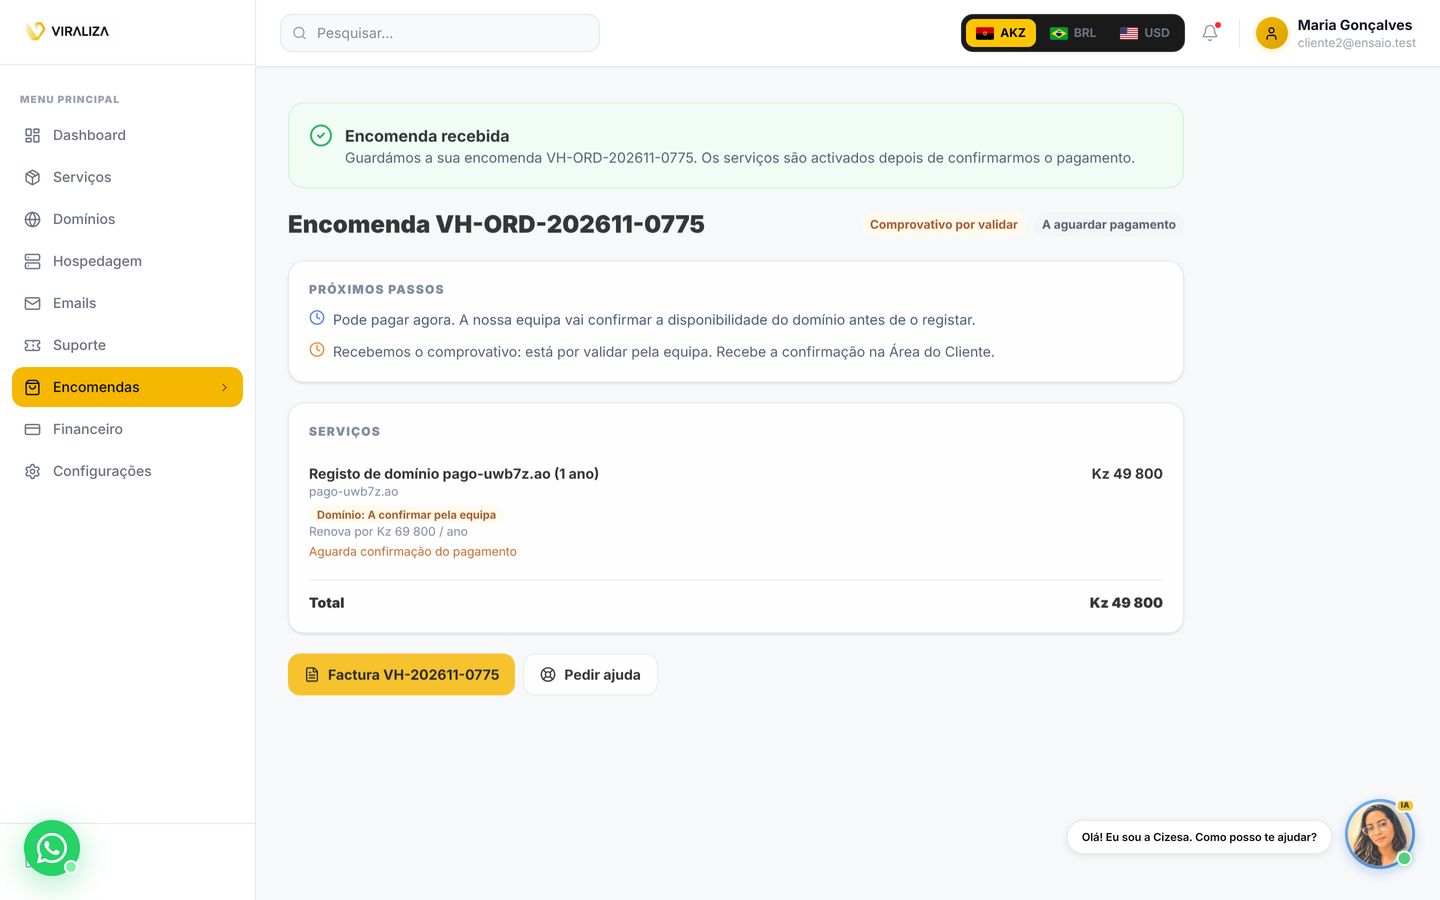 VIRALIZA
Pesquisar...
AKZ
BRL
USD
Maria Gonçalves
cliente2@ensaio.test
MENU PRINCIPAL
Dashboard
Serviços
Domínios
Hospedagem
Emails
Suporte
Encomendas
Financeiro
Configurações
Encomenda recebida
Guardámos a sua encomenda VH-ORD-202611-0775. Os serviços são activados depois de confirmarmos o pagamento.
Encomenda VH-ORD-202611-0775
Comprovativo por validar
A aguardar pagamento
PRÓXIMOS PASSOS
Pode pagar agora. A nossa equipa vai confirmar a disponibilidade do domínio antes de o registar.
Recebemos o comprovativo: está por validar pela equipa. Recebe a confirmação na Área do Cliente.
SERVIÇOS
Registo de domínio pago-uwb7z.ao (1 ano)
Kz 49 800
pago-uwb7z.ao
Domínio: A confirmar pela equipa
Renova por Kz 69 800 / ano
Aguarda confirmação do pagamento
Total
Kz 49 800
Factura VH-202611-0775
Pedir ajuda
Olá! Eu sou a Cizesa. Como posso te ajudar?
IA